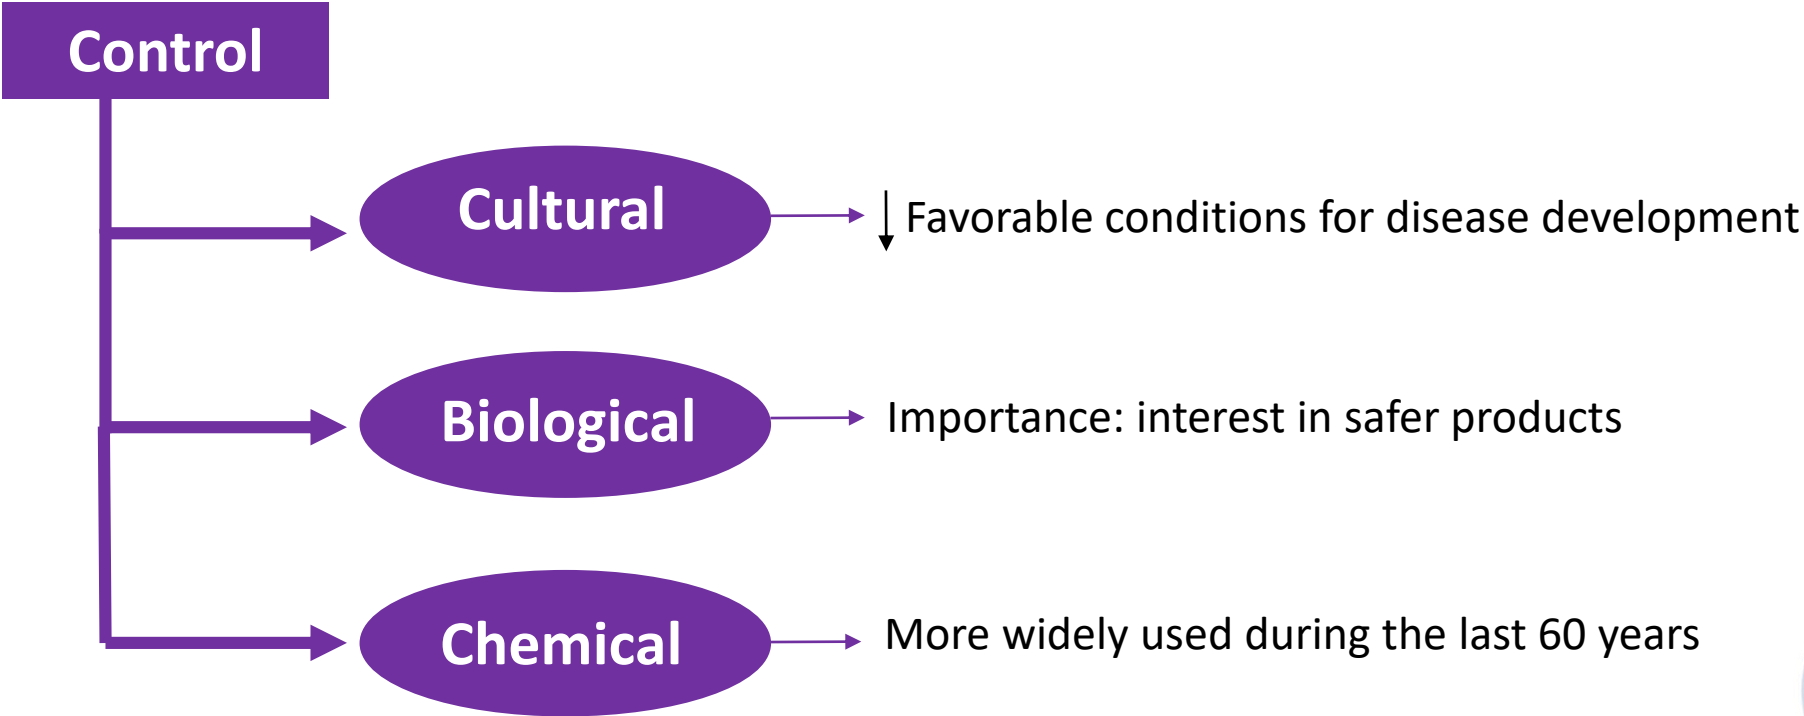 Control
Cultural
Favorable conditions for disease development
Biological
Importance: interest in safer products
Chemical
More widely used during the last 60 years